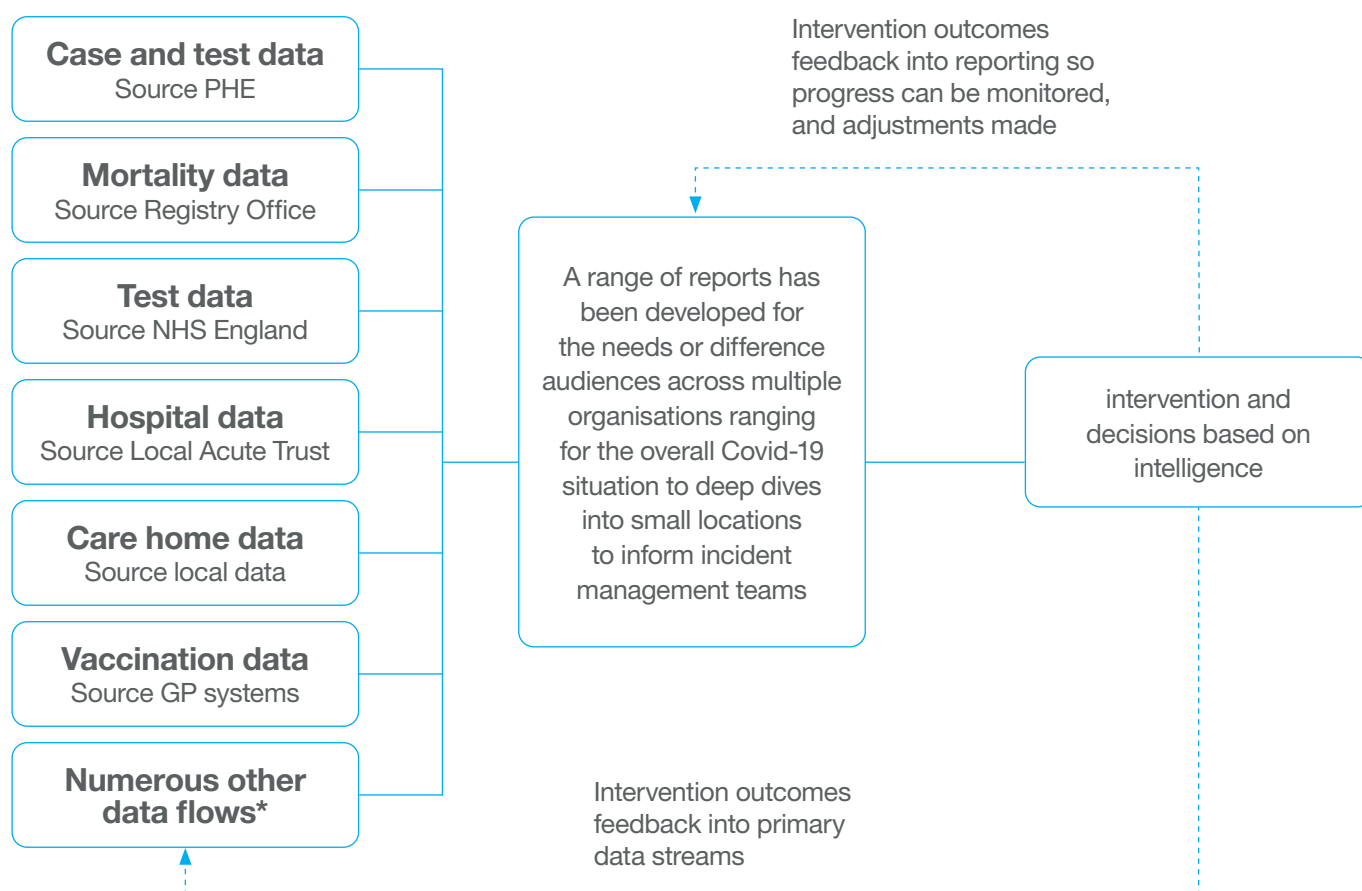 Case and test data
Source PHE
Mortality data
Source Registry Office
Test data
Source NHS England
Hospital data
Source Local Acute Trust
Care home data
Source local data
Vaccination data
Source GP systems
Numerous other
data flows*
A range of reports has
been developed for
the needs or difference
audiences across multiple
organisations ranging
for the overall Covid-19
situation to deep dives
into small locations
to inform incident
management teams
Intervention outcomes
feedback into reporting so
progress can be monitored,
and adjustments made
intervention and
decisions based on
intelligence
Intervention outcomes
feedback into primary
data streams